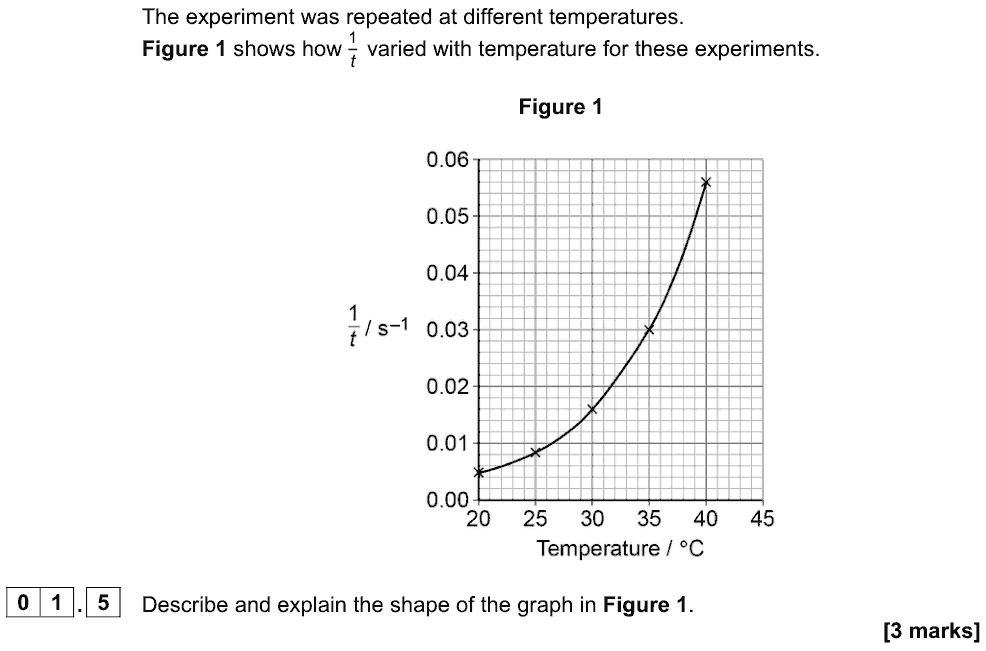 The experiment was repeated at different temperatures.
Figure 1 shows how 1/t varied with temperature for these experiments.
Figure 1
0.06
0.05
0.04
1/t / s–1 0.03
0.02
0.01
0.00
20 25 30 35 40 45
Temperature / °C
0 1 . 5 Describe and explain the shape of the graph in Figure 1.
[3 marks]